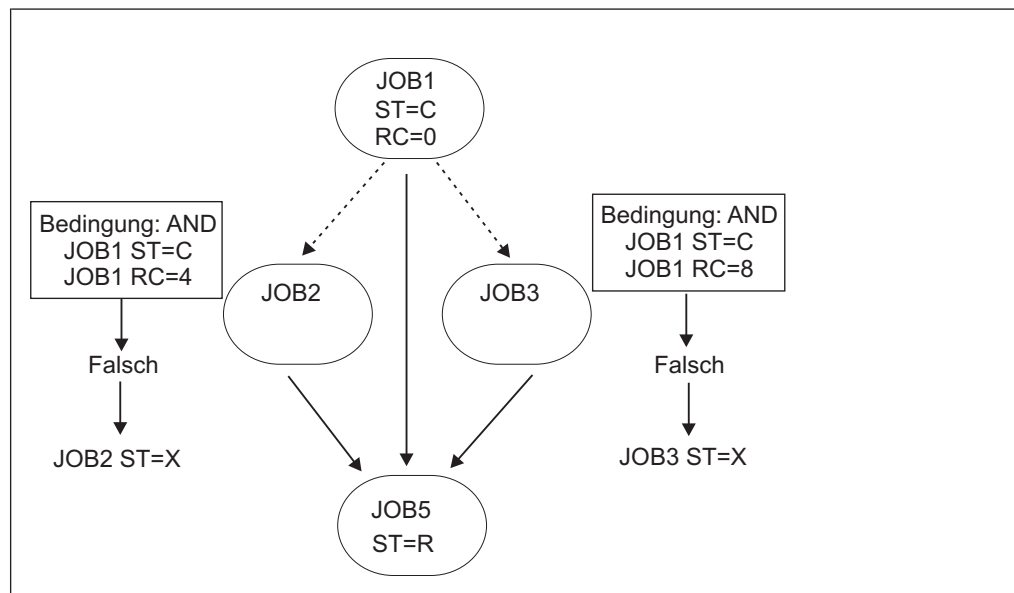 JOB1
ST=C
RC=0
Bedingung: AND
JOB1 ST=C
JOB1 RC=4
Bedingung: AND
JOB1 ST=C
JOB1 RC=8
JOB2
JOB3
Falsch
Falsch
JOB2 ST=X
JOB3 ST=X
JOB5
ST=R